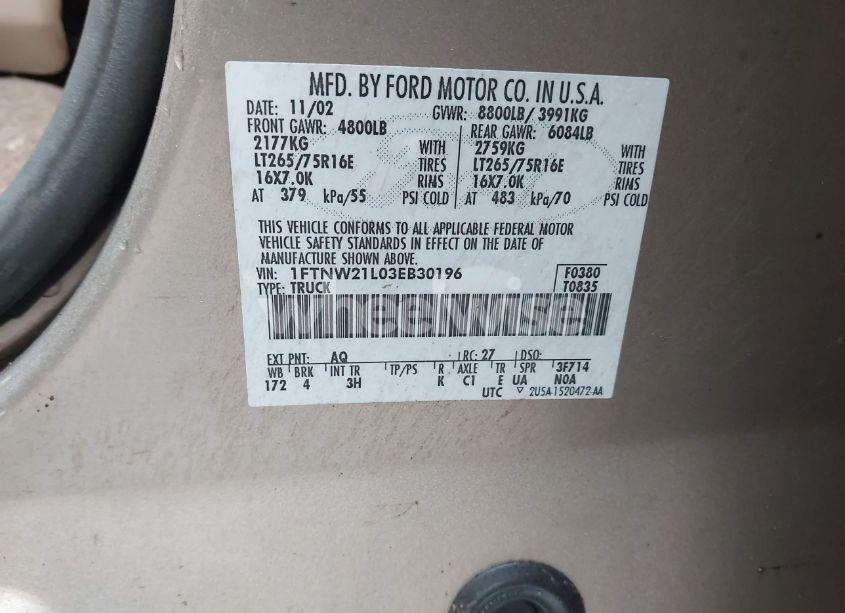 MFD. BY FORD MOTOR CO. IN U.S.A.
DATE: 11/02 GVWR: 8800LB/ 3991KG
FRONT GAWR: 4800LB REAR GAWR: 6084LB
2177KG WITH 2759KG WITH
LT265/75R16E TIRES LT265/75R16E TIRES
16X7.0K RIMS 16X7.0K RIMS
AT 379 kPa/55 PSI COLD AT 483 kPa/70 PSI COLD
THIS VEHICLE CONFORMS TO ALL APPLICABLE FEDERAL MOTOR
VEHICLE SAFETY STANDARDS IN EFFECT ON THE DATE OF
MANUFACTURE SHOWN ABOVE.
VIN: 1FTNW21L03EB30196 F0380
TYPE: TRUCK T0835
WheelWise
EXT PNT: AQ RC: 27 DSO:
WB BRK INT TR TP/PS R AXLE TR SPR 3F714
172 4 3H K C1 E UA NOA
UTC 2U5A-1520472-AA